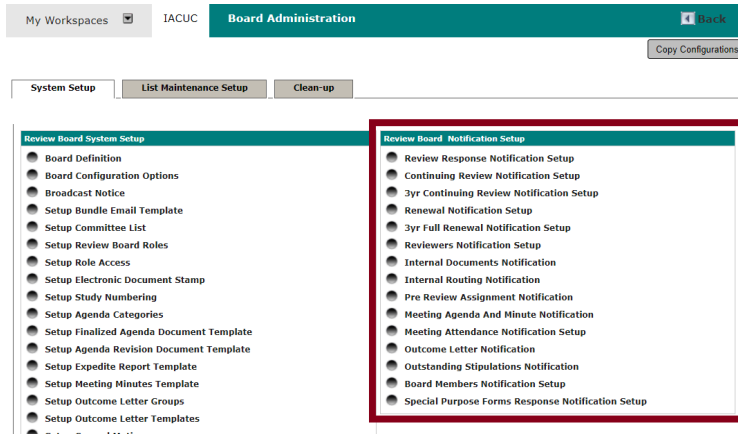 My Workspaces
IACUC
Board Administration
Back
Copy Configurations
System Setup
List Maintenance Setup
Clean-up
Review Board System Setup
Board Definition
Board Configuration Options
Broadcast Notice
Setup Bundle Email Template
Setup Committee List
Setup Review Board Roles
Setup Role Access
Setup Electronic Document Stamp
Setup Study Numbering
Setup Agenda Categories
Setup Finalized Agenda Document Template
Setup Agenda Revision Document Template
Setup Expedite Report Template
Setup Meeting Minutes Template
Setup Outcome Letter Groups
Setup Outcome Letter Templates
Review Board Notification Setup
Review Response Notification Setup
Continuing Review Notification Setup
3yr Continuing Review Notification Setup
Renewal Notification Setup
3yr Full Renewal Notification Setup
Reviewers Notification Setup
Internal Documents Notification
Internal Routing Notification
Pre Review Assignment Notification
Meeting Agenda And Minute Notification
Meeting Attendance Notification Setup
Outcome Letter Notification
Outstanding Stipulations Notification
Board Members Notification Setup
Special Purpose Forms Response Notification Setup